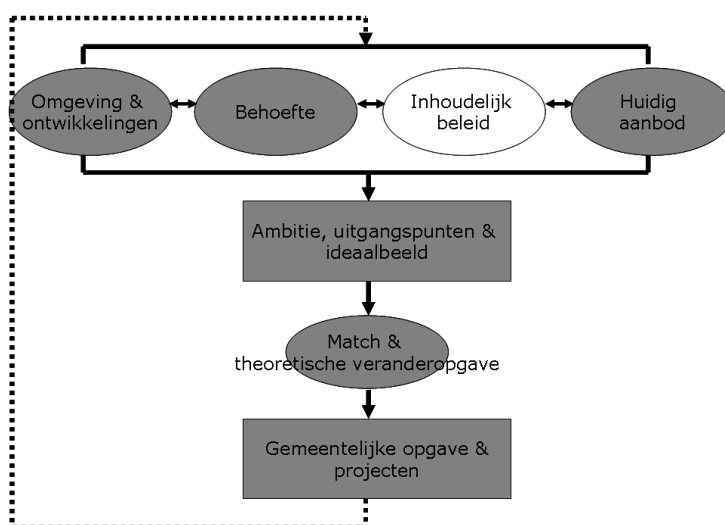 Omgeving &
ontwikkelingen
Behoefte
Inhoudelijk
beleid
Huidig
aanbod
Ambitie, uitgangspunten &
ideaalbeeld
Match &
theoretische veranderopgave
Gemeentelijke opgave &
projecten